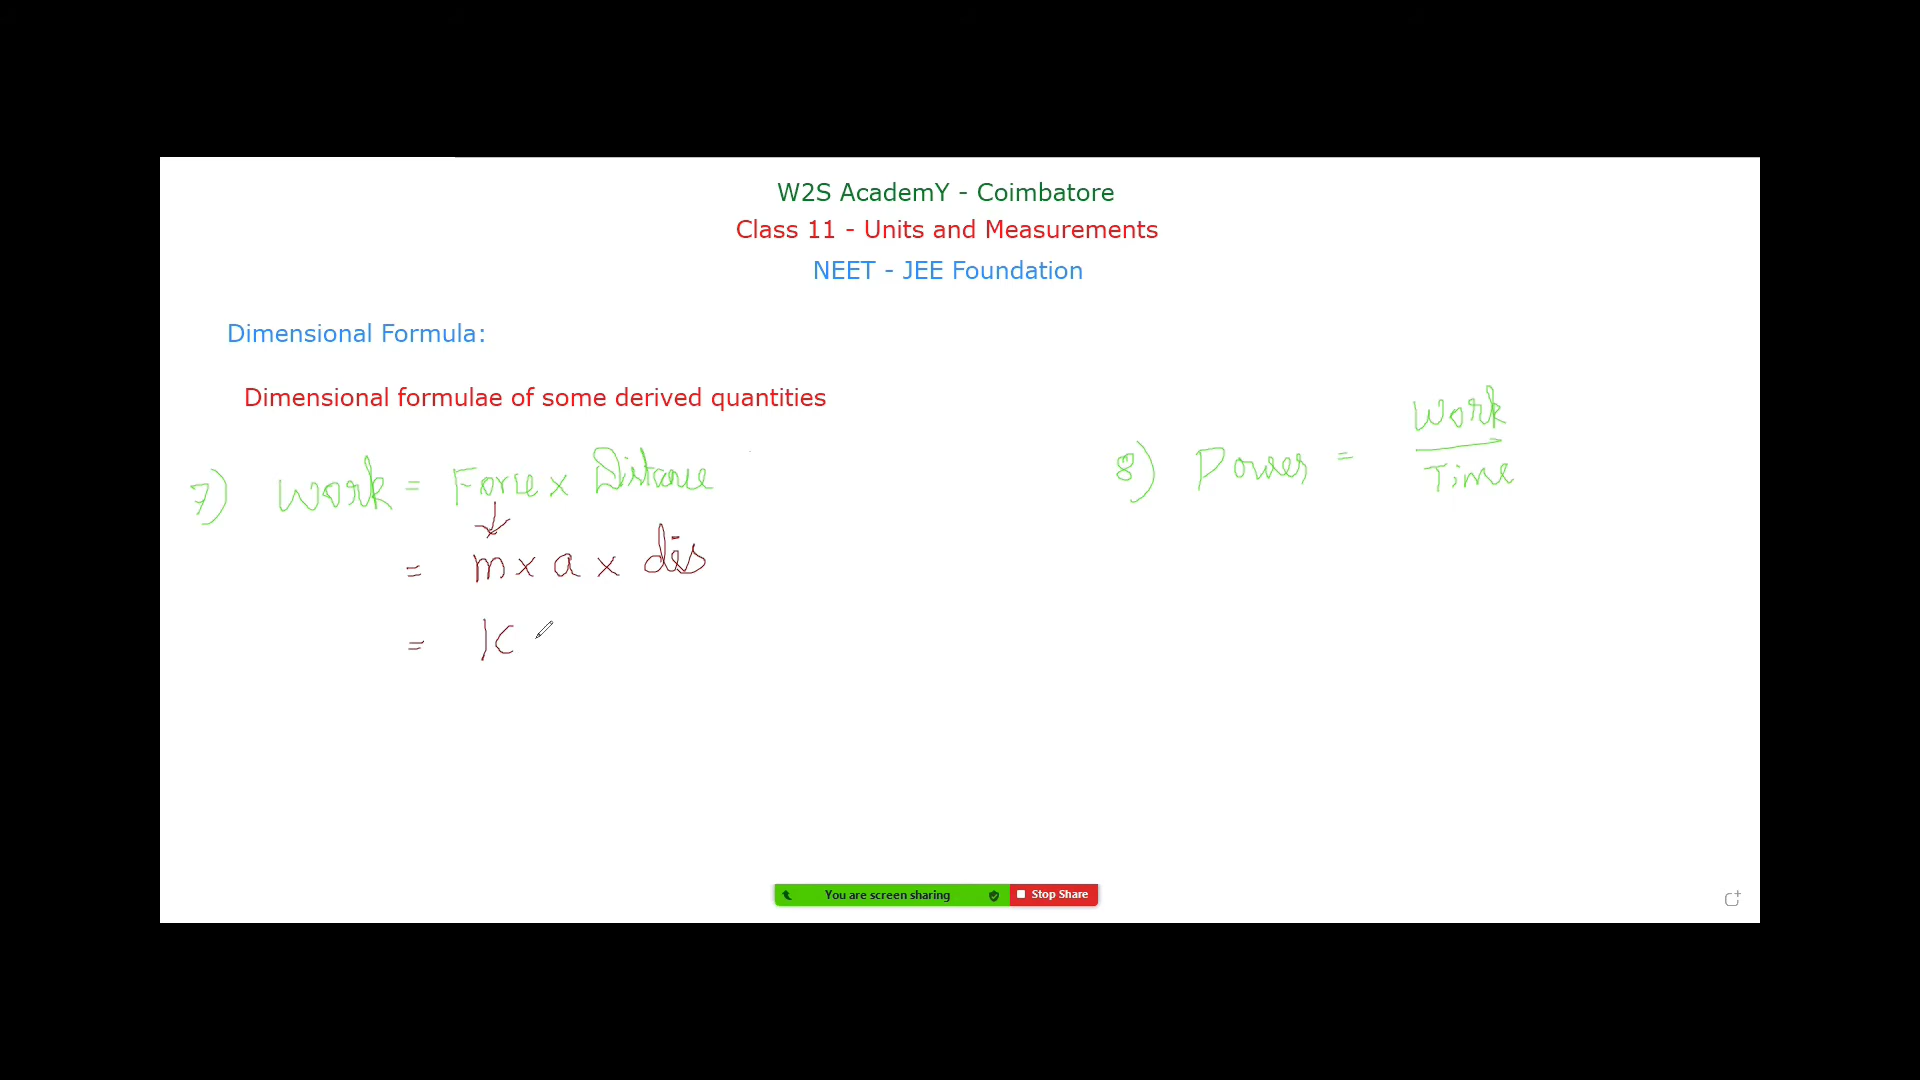 W2S AcademY - Coimbatore
Class 11 - Units and Measurements
NEET - JEE Foundation
Dimensional Formula:
Dimensional formulae of some derived quantities
7) Work = Force x Distance
= m x a x dis
= K
8) Power = Work
Time
You are screen sharing
Stop Share